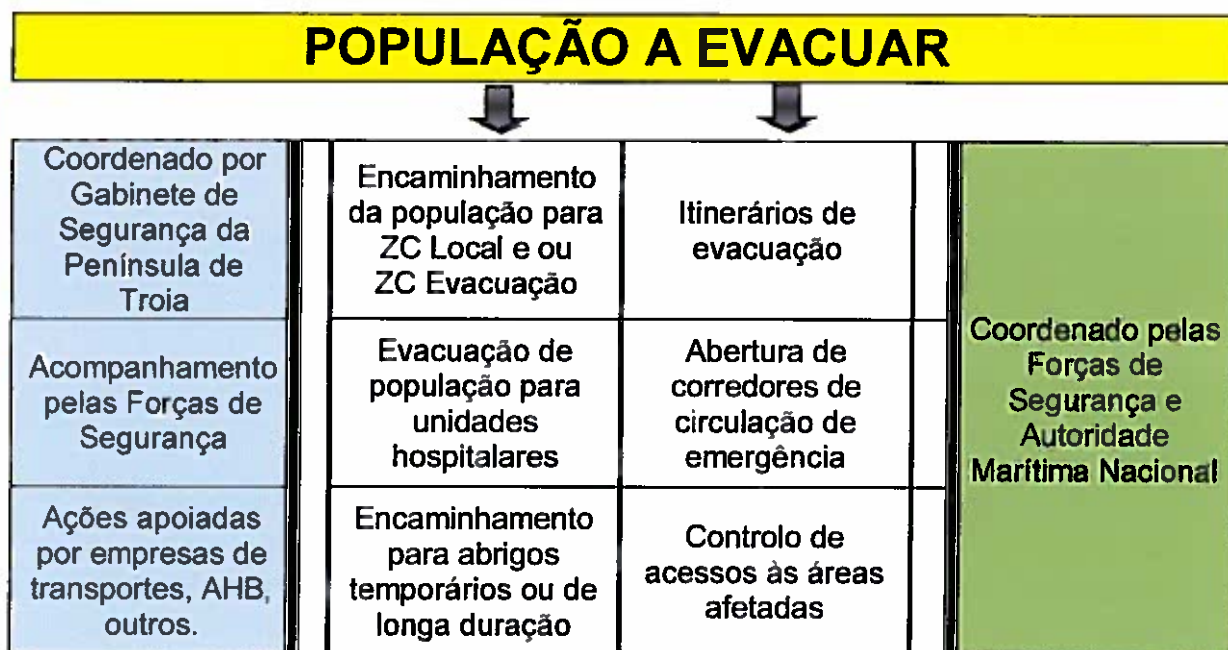 POPULAÇÃO A EVACUAR
Coordenado por
Gabinete de
Segurança da
Península de
Troia
Acompanhamento
pelas Forças de
Segurança
Ações apoiadas
por empresas de
transportes, AHB,
outros.
Encaminhamento
da população para
ZC Local e ou
ZC Evacuação
Evacuação de
população para
unidades
hospitalares
Encaminhamento
para abrigos
temporários ou de
longa duração
Itinerários de
evacuação
Abertura de
corredores de
circulação de
emergência
Controlo de
acessos às áreas
afetadas
Coordenado pelas
Forças de
Segurança e
Autoridade
Marítima Nacional